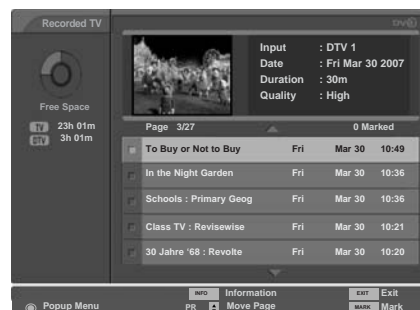 Recorded TV
DVR
Free Space
TV 23h 01m
DTV 3h 01m
Input : DTV 1
Date : Fri Mar 30 2007
Duration : 30m
Quality : High
Page 3/27 0 Marked
To Buy or Not to Buy Fri Mar 30 10:49
In the Night Garden Fri Mar 30 10:36
Schools : Primary Geog Fri Mar 30 10:36
Class TV : Revisewise Fri Mar 30 10:21
30 Jahre ‘68 : Revolte Fri Mar 30 10:20
INFO Information EXIT Exit
Popup Menu PR Move Page MARK Mark